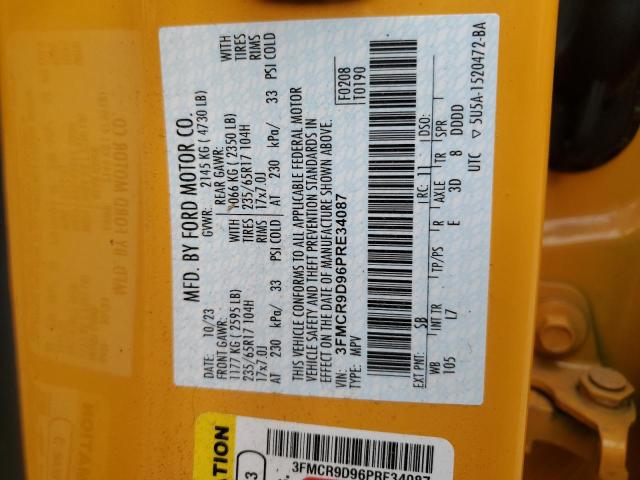 MFD. BY FORD MOTOR CO.
DATE: 10/23 GVWR: 2145 KG ( 4730 LB)
FRONT GAWR: REAR GAWR: WITH
1177 KG ( 2595 LB) 1066 KG ( 2350 LB) TIRES
235/65R17 104H 235/65R17 104H RIMS
17x7.0J 17x7.0J
AT 230 kPa/ 33 PSI COLD AT 230 kPa/ 33 PSI COLD
WITH
TIRES
RIMS
THIS VEHICLE CONFORMS TO ALL APPLICABLE FEDERAL MOTOR
VEHICLE SAFETY AND THEFT PREVENTION STANDARDS IN
EFFECT ON THE DATE OF MANUFACTURE SHOWN ABOVE.
VIN: 3FMCR9D96PRE34087
TYPE: MPV
F0208
T0190
EXT PNT: SB RC: 11 DSO:
WB INT TR TP/PS R AXLE TR SPR
105 L7 E 3D 8 DDDD
UTC ▽ 5U5A-1520472-BA
3FMCR9D96PRE34087